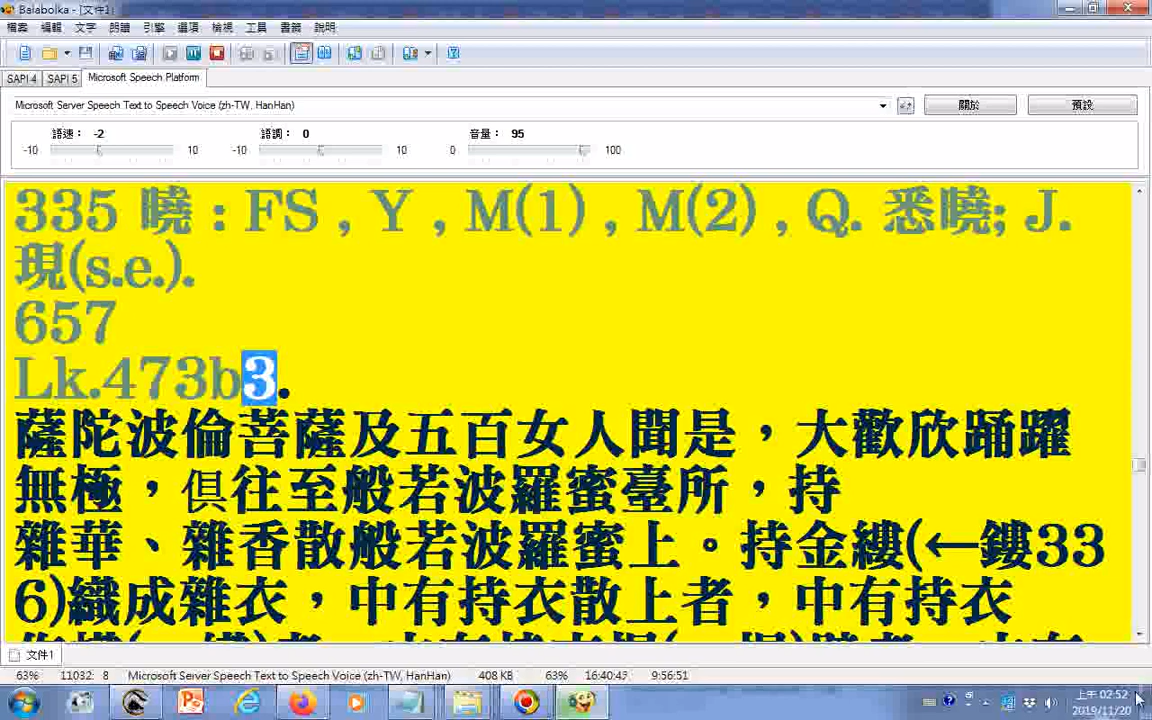 Balabolka - [文件1]
檔案 編輯 文字 朗讀 引擎 選項 檢視 工具 書籤 說明
SAPI 4 SAPI 5 Microsoft Speech Platform
Microsoft Server Speech Text to Speech Voice (zh-TW, HanHan) 關於 預設
語速： -2 語調： 0 音量： 95
-10 10 -10 10 0 100
335 曉 : FS , Y , M(1) , M(2) , Q. 悉曉; J.
現(s.e.).
657
Lk.473b3.
薩陀波倫菩薩及五百女人聞是，大歡欣踊躍
無極，俱往至般若波羅蜜臺所，持
雜華、雜香散般若波羅蜜上。持金縷(←鏤33
6)織成雜衣，中有持衣散上者，中有持衣
文件1
63% 11032: 8 Microsoft Server Speech Text to Speech Voice (zh-TW, HanHan) 408 KB 63% 16:40:43 9:56:51
上午 02:52
2019/11/20